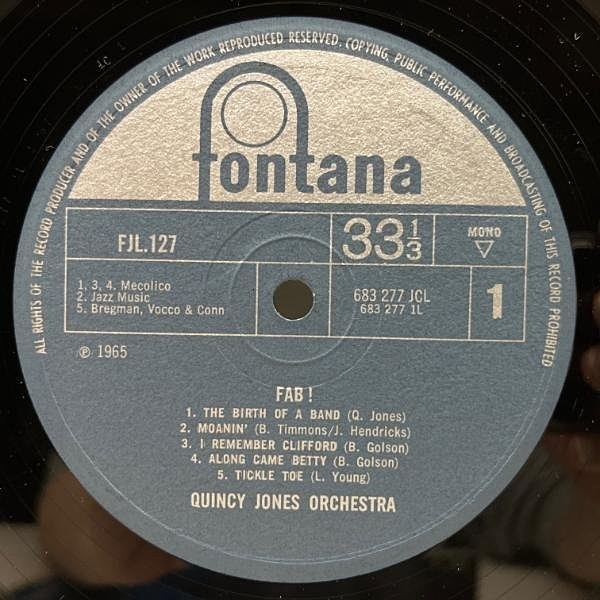 ALL RIGHTS OF THE RECORD PRODUCER AND OF THE OWNER OF THE WORK REPRODUCED RESERVED. COPYING, PUBLIC PERFORMANCE AND BROADCASTING OF THIS RECORD PROHIBITED
fontana
FJL.127
33⅓
MONO
1, 3, 4. Mecolico
2. Jazz Music
5. Bregman, Vocco & Conn
683 277 JCL
683 277 1L
1
℗ 1965
FAB!
1. THE BIRTH OF A BAND (Q. Jones)
2. MOANIN' (B. Timmons/J. Hendricks)
3. I REMEMBER CLIFFORD (B. Golson)
4. ALONG CAME BETTY (B. Golson)
5. TICKLE TOE (L. Young)
QUINCY JONES ORCHESTRA